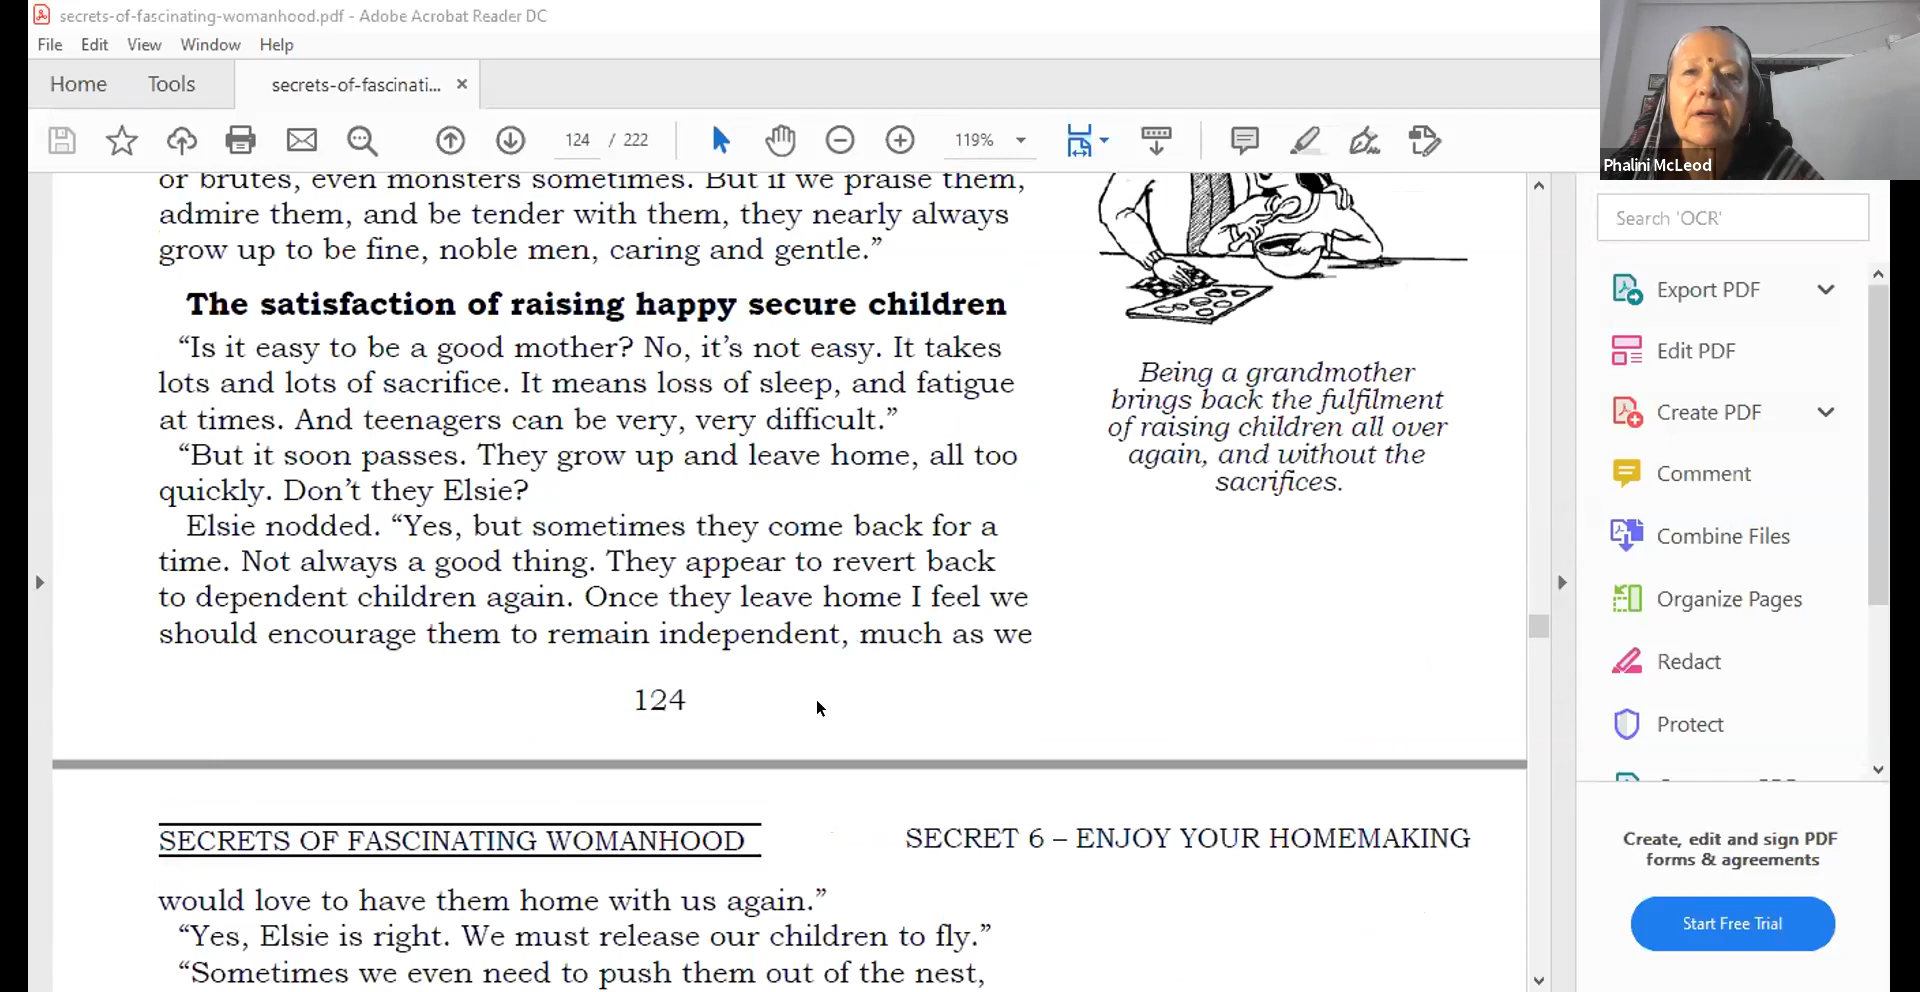 secrets-of-fascinating-womanhood.pdf - Adobe Acrobat Reader DC
File Edit View Window Help
Home Tools secrets-of-fascinati... ×
124 / 222 119%
Phalini McLeod
or brutes, even monsters sometimes. But if we praise them,
admire them, and be tender with them, they nearly always
grow up to be fine, noble men, caring and gentle.”
The satisfaction of raising happy secure children
“Is it easy to be a good mother? No, it’s not easy. It takes
lots and lots of sacrifice. It means loss of sleep, and fatigue
at times. And teenagers can be very, very difficult.”
“But it soon passes. They grow up and leave home, all too
quickly. Don’t they Elsie?
Elsie nodded. “Yes, but sometimes they come back for a
time. Not always a good thing. They appear to revert back
to dependent children again. Once they leave home I feel we
should encourage them to remain independent, much as we
124
Being a grandmother
brings back the fulfilment
of raising children all over
again, and without the
sacrifices.
SECRETS OF FASCINATING WOMANHOOD
SECRET 6 – ENJOY YOUR HOMEMAKING
would love to have them home with us again.”
“Yes, Elsie is right. We must release our children to fly.”
“Sometimes we even need to push them out of the nest,
Search 'OCR'
Export PDF
Edit PDF
Create PDF
Comment
Combine Files
Organize Pages
Redact
Protect
Create, edit and sign PDF
forms & agreements
Start Free Trial